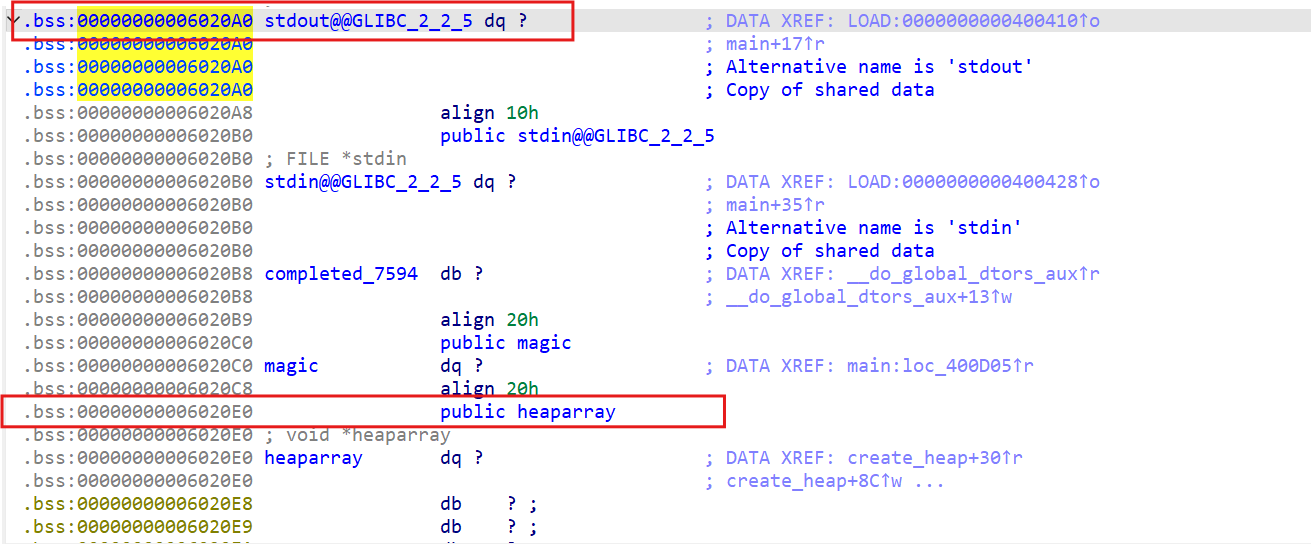 .bss:00000000006020A0 stdout@@GLIBC_2_2_5 dq ? ; DATA XREF: LOAD:0000000000400410↑o
.bss:00000000006020A0 ; main+17↑r
.bss:00000000006020A0 ; Alternative name is 'stdout'
.bss:00000000006020A0 ; Copy of shared data
.bss:00000000006020A8 align 10h
.bss:00000000006020B0 public stdin@@GLIBC_2_2_5
.bss:00000000006020B0 ; FILE *stdin
.bss:00000000006020B0 stdin@@GLIBC_2_2_5 dq ? ; DATA XREF: LOAD:0000000000400428↑o
.bss:00000000006020B0 ; main+35↑r
.bss:00000000006020B0 ; Alternative name is 'stdin'
.bss:00000000006020B0 ; Copy of shared data
.bss:00000000006020B8 completed_7594 db ? ; DATA XREF: __do_global_dtors_aux↑r
.bss:00000000006020B8 ; __do_global_dtors_aux+13↑w
.bss:00000000006020B9 align 20h
.bss:00000000006020C0 public magic
.bss:00000000006020C0 magic dq ? ; DATA XREF: main:loc_400D05↑r
.bss:00000000006020C8 align 20h
.bss:00000000006020E0 public heaparray
.bss:00000000006020E0 ; void *heaparray
.bss:00000000006020E0 heaparray dq ? ; DATA XREF: create_heap+30↑r
.bss:00000000006020E0 ; create_heap+8C↑w ...
.bss:00000000006020E8 db ? ;
.bss:00000000006020E9 db ? ;